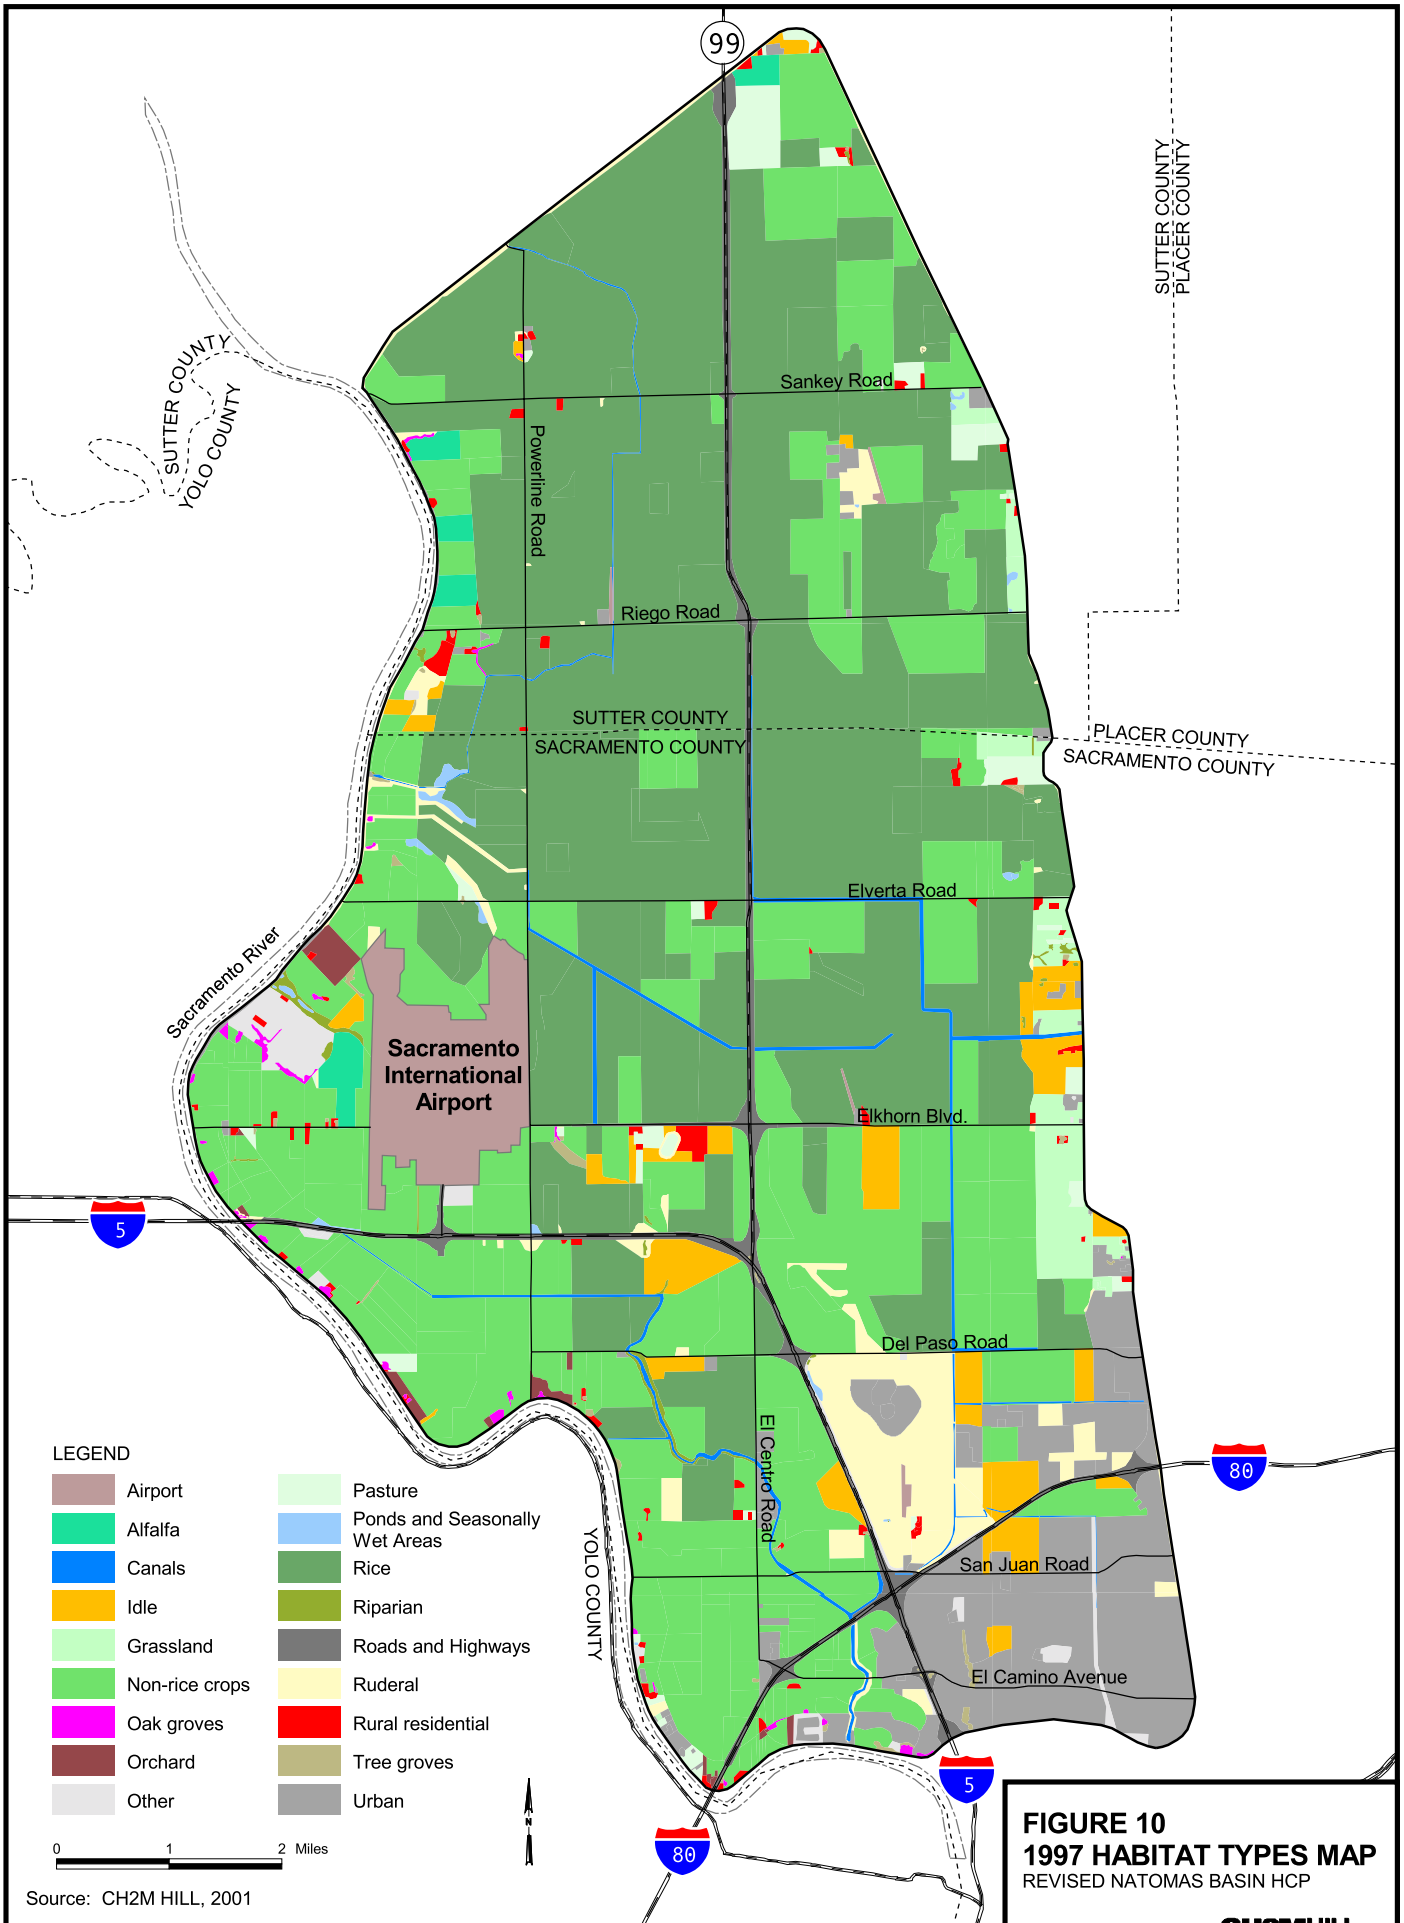 99
SUTTER COUNTY
PLACER COUNTY
SUTTER COUNTY
YOLO COUNTY
Sankey Road
Powerline Road
Riego Road
SUTTER COUNTY
SACRAMENTO COUNTY
PLACER COUNTY
SACRAMENTO COUNTY
Elverta Road
Sacramento River
Sacramento
International
Airport
Elkhorn Blvd.
5
Del Paso Road
El Centro Road
80
YOLO COUNTY
San Juan Road
El Camino Avenue
5
80
LEGEND
Airport
Alfalfa
Canals
Idle
Grassland
Non-rice crops
Oak groves
Orchard
Other
Pasture
Ponds and Seasonally
Wet Areas
Rice
Riparian
Roads and Highways
Ruderal
Rural residential
Tree groves
Urban
0 1 2 Miles
N
Source: CH2M HILL, 2001
FIGURE 10
1997 HABITAT TYPES MAP
REVISED NATOMAS BASIN HCP